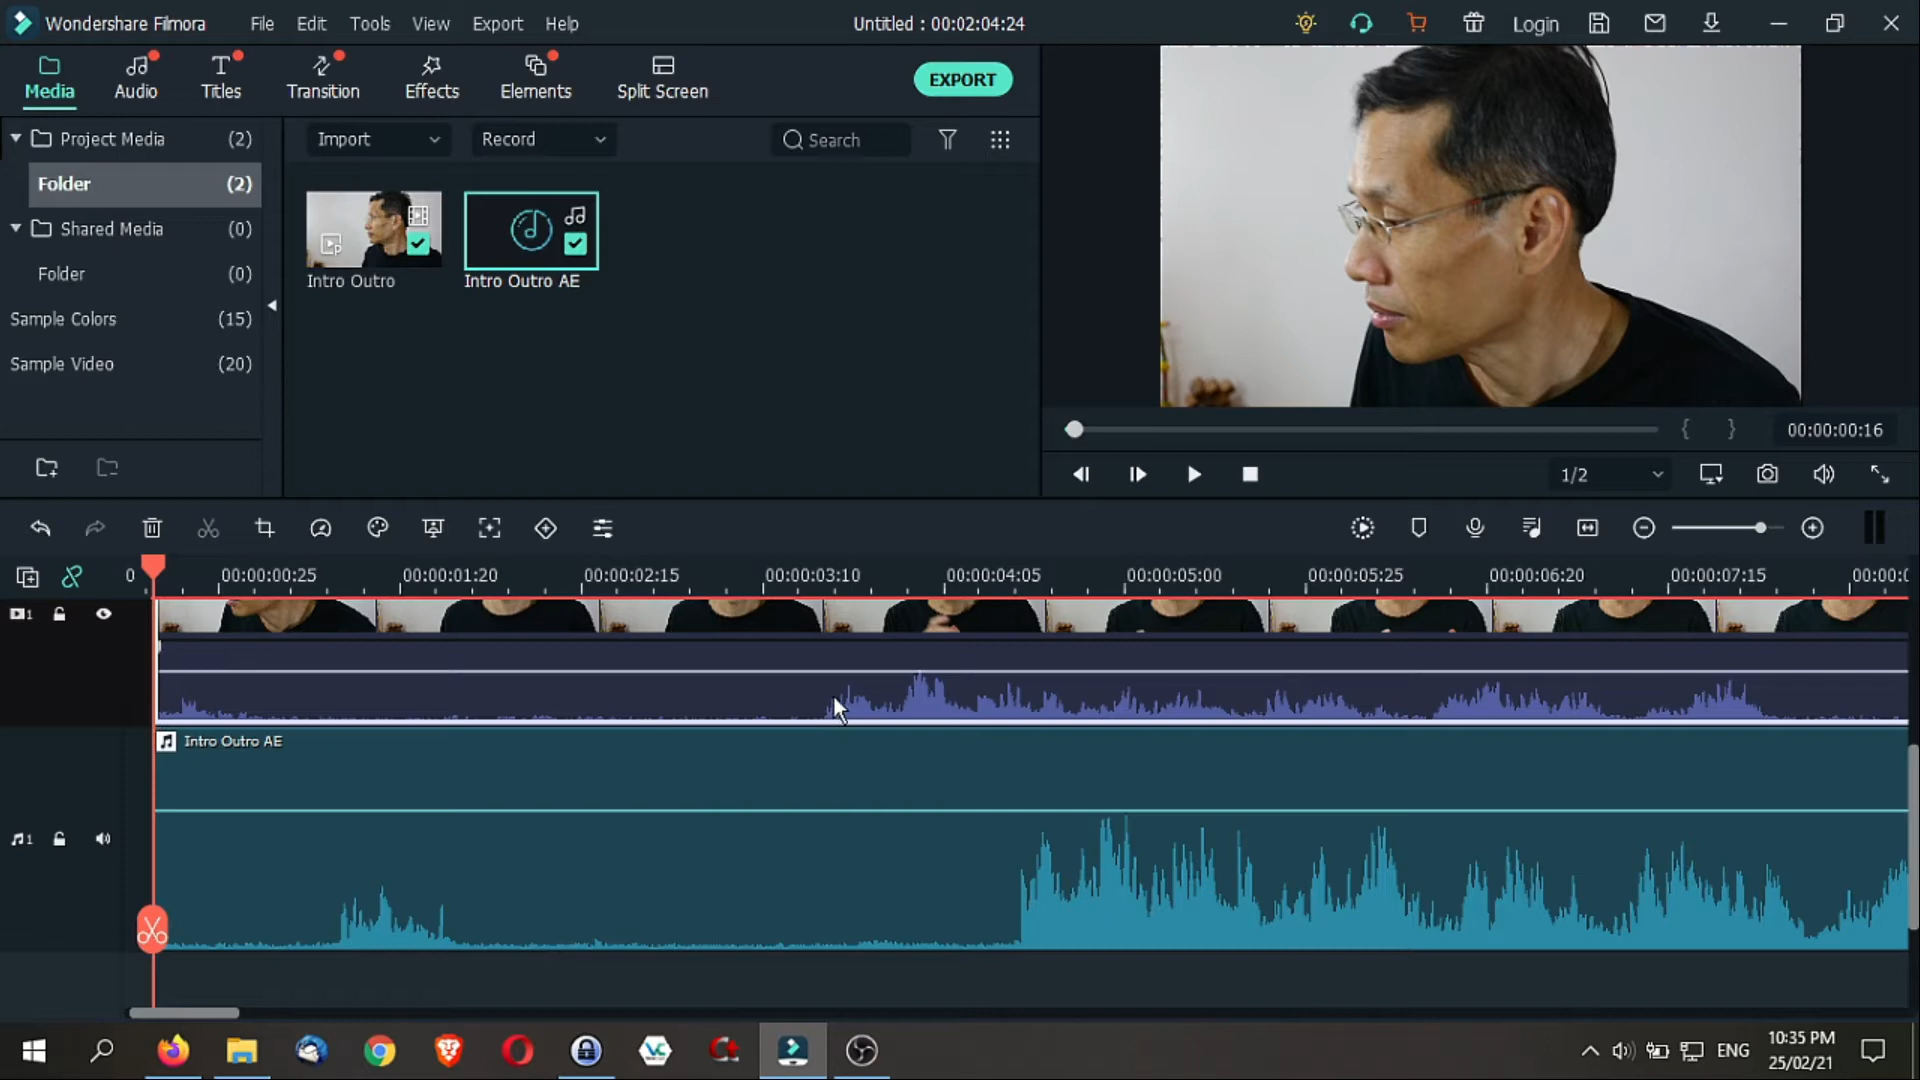 Wondershare Filmora
File
Edit
Tools
View
Export
Help
Untitled : 00:02:04:24
Login
Media
Audio
Titles
Transition
Effects
Elements
Split Screen
EXPORT
Project Media (2)
Folder (2)
Shared Media (0)
Folder (0)
Sample Colors (15)
Sample Video (20)
Import
Record
Search
Intro Outro
Intro Outro AE
{ } 00:00:00:16
1/2
0
00:00:00:25
00:00:01:20
00:00:02:15
00:00:03:10
00:00:04:05
00:00:05:00
00:00:05:25
00:00:06:20
00:00:07:15
1
Intro Outro AE
1
ENG
10:35 PM
25/02/21